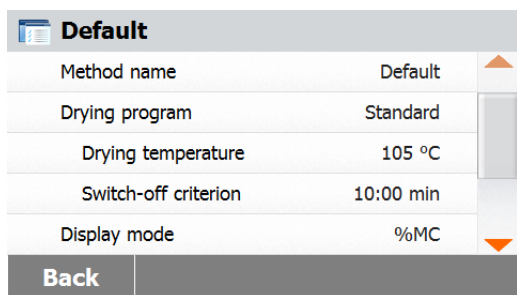 Default
Method name Default
Drying program Standard
Drying temperature 105 °C
Switch-off criterion 10:00 min
Display mode %MC
Back